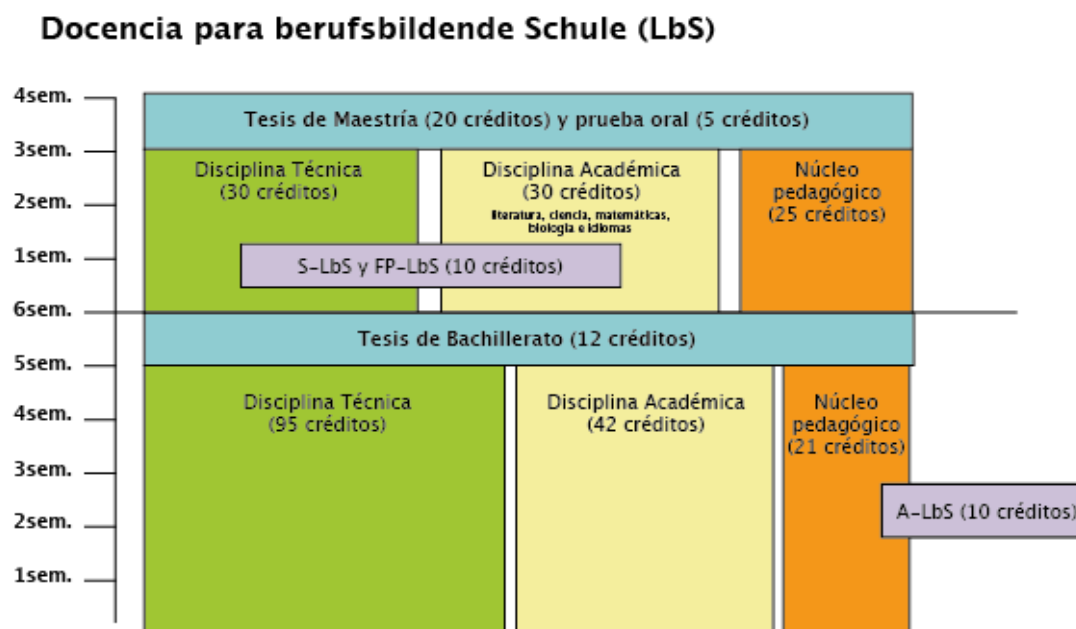 Docencia para berufsbildende Schule (LbS)
4sem.
Tesis de Maestría (20 créditos) y prueba oral (5 créditos)
3sem.
Disciplina Técnica
(30 créditos)
Disciplina Académica
(30 créditos)
literatura, ciencia, matemáticas,
biología e idiomas
Núcleo
pedagógico
(25 créditos)
2sem.
1sem.
S-LbS y FP-LbS (10 créditos)
6sem.
Tesis de Bachillerato (12 créditos)
5sem.
Disciplina Técnica
(95 créditos)
Disciplina Académica
(42 créditos)
Núcleo
pedagógico
(21 créditos)
4sem.
3sem.
2sem.
A-LbS (10 créditos)
1sem.